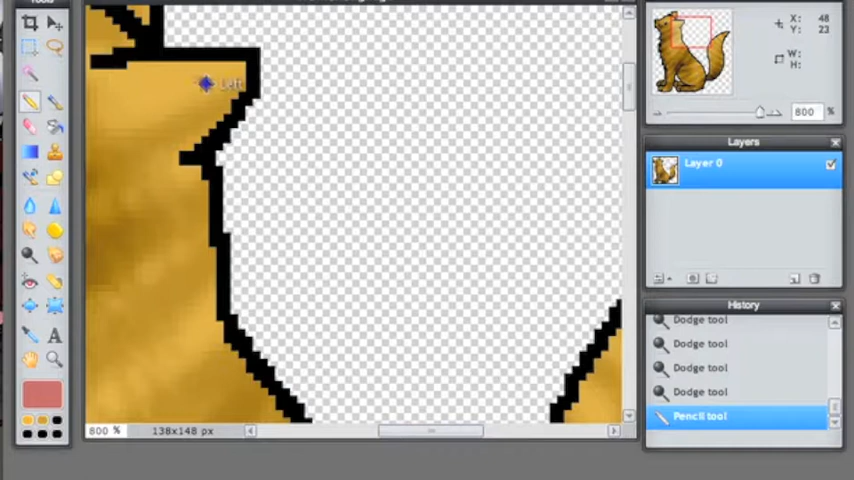 Tools
X: 48
Y: 23
W:
H:
800 %
Layers
Layer 0
History
Dodge tool
Dodge tool
Dodge tool
Dodge tool
Pencil tool
Left
A
800 %
138x148 px